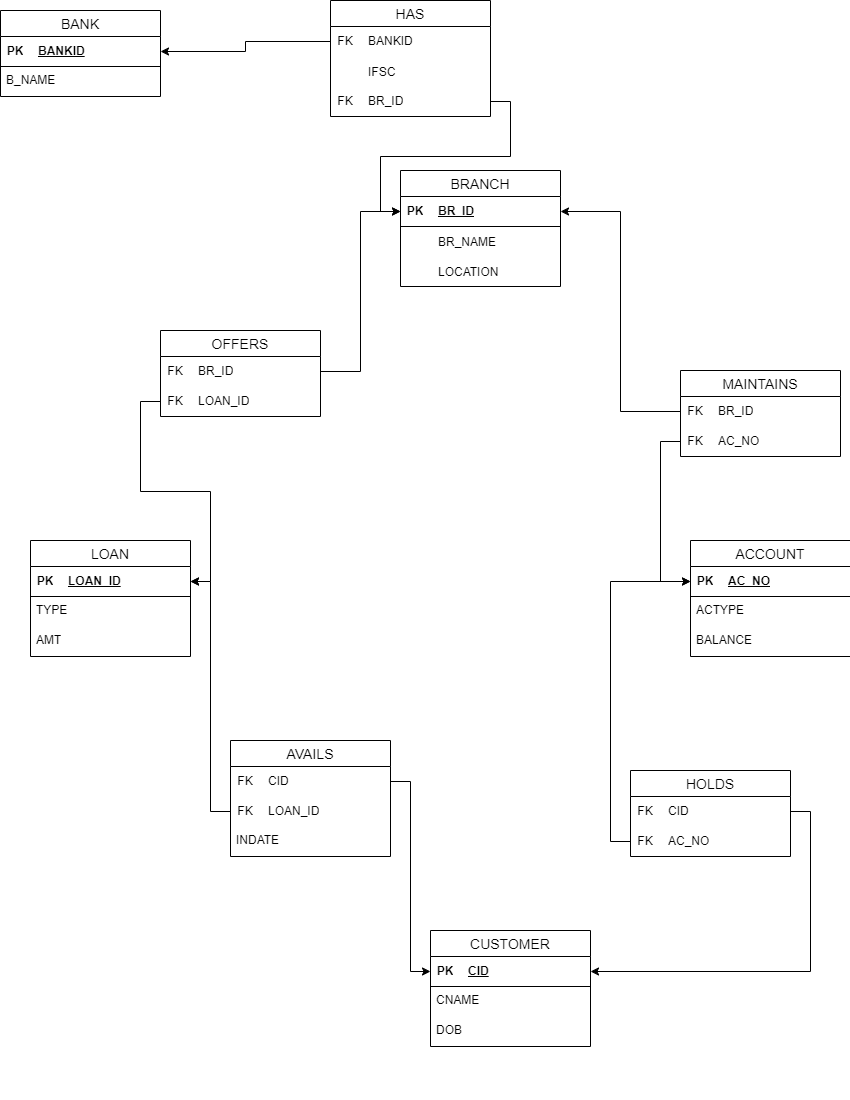 BANK
PK BANKID
B_NAME
HAS
FK BANKID
IFSC
FK BR_ID
BRANCH
PK BR_ID
BR_NAME
LOCATION
OFFERS
FK BR_ID
FK LOAN_ID
MAINTAINS
FK BR_ID
FK AC_NO
LOAN
PK LOAN_ID
TYPE
AMT
ACCOUNT
PK AC_NO
ACTYPE
BALANCE
AVAILS
FK CID
FK LOAN_ID
INDATE
HOLDS
FK CID
FK AC_NO
CUSTOMER
PK CID
CNAME
DOB